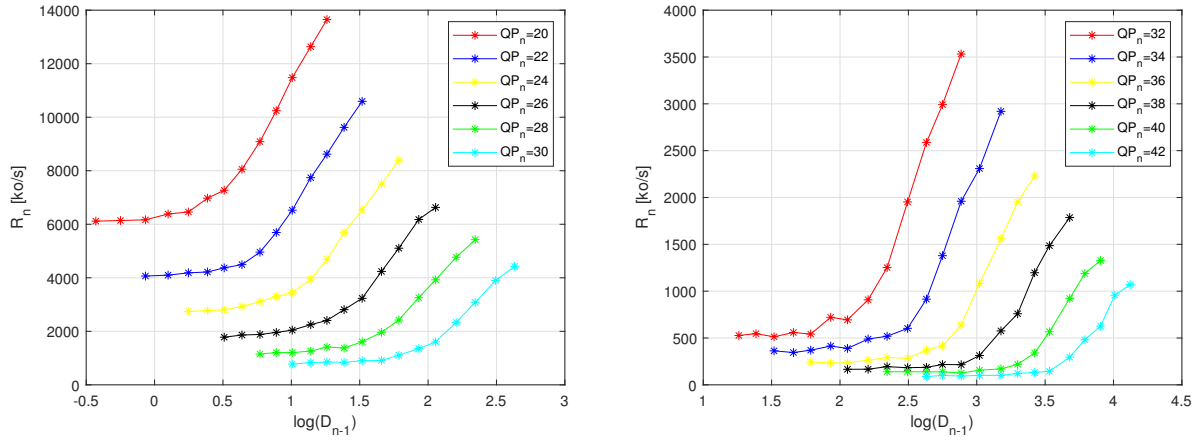 14000
12000
10000
8000
6000
4000
2000
0
R_n [ko/s]
-0.5 0 0.5 1 1.5 2 2.5 3
log(D_{n-1})
QP_n=20
QP_n=22
QP_n=24
QP_n=26
QP_n=28
QP_n=30
4000
3500
3000
2500
2000
1500
1000
500
0
R_n [ko/s]
1 1.5 2 2.5 3 3.5 4 4.5
log(D_{n-1})
QP_n=32
QP_n=34
QP_n=36
QP_n=38
QP_n=40
QP_n=42